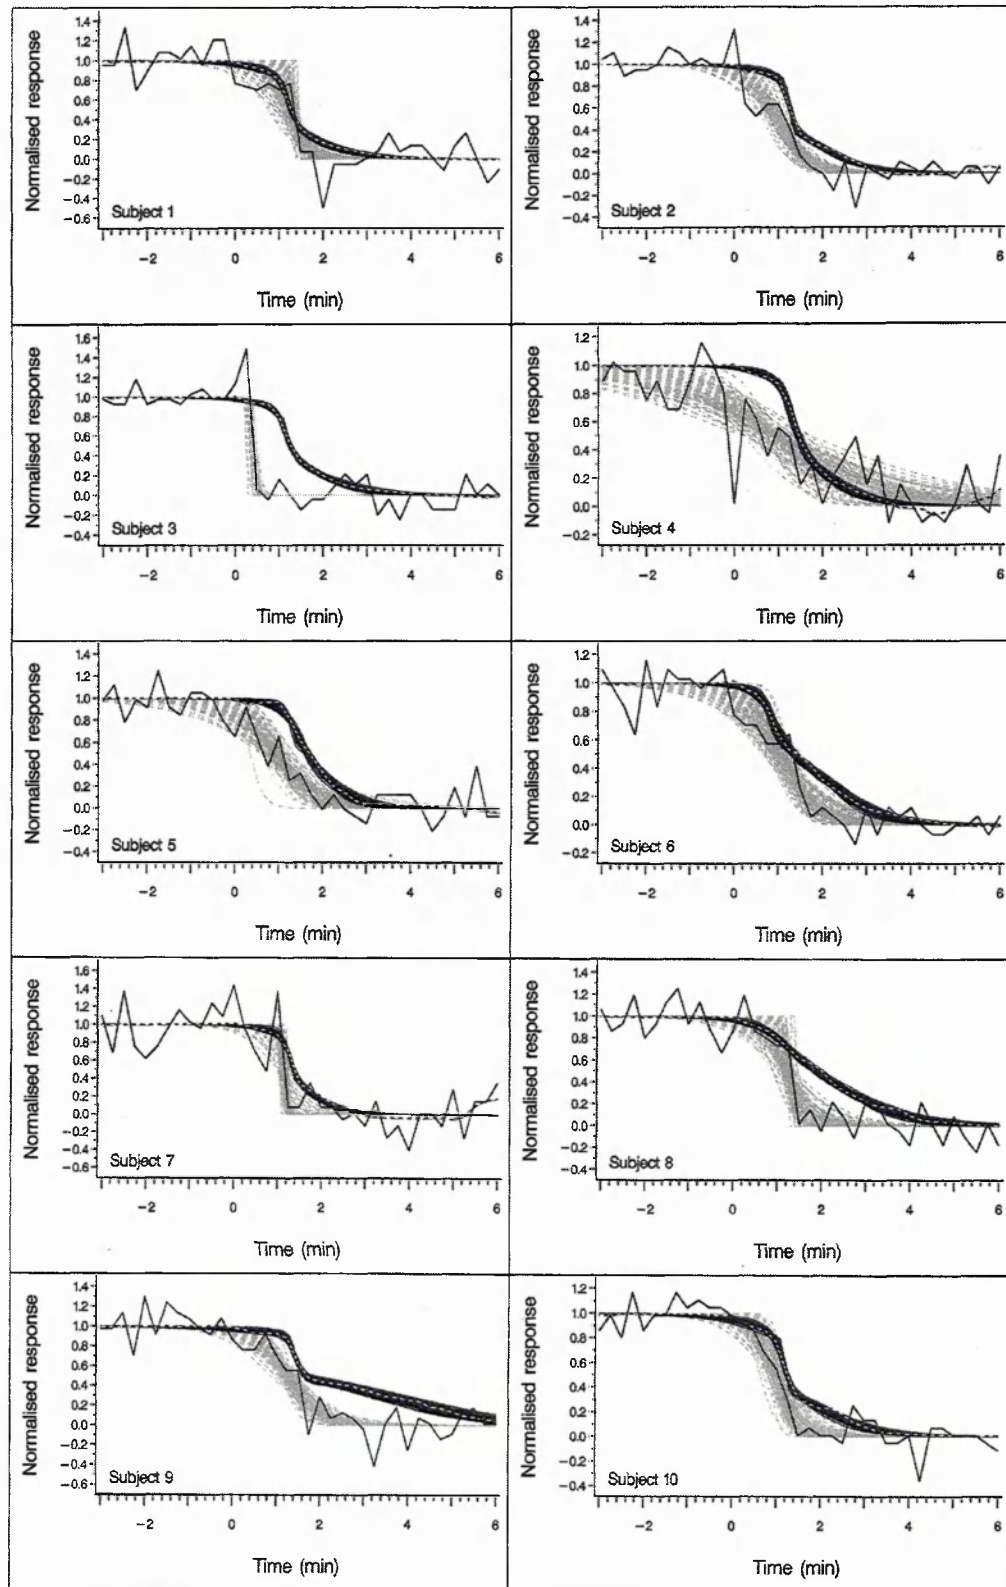 Normalised response
1.4
1.2
1.0
0.8
0.6
0.4
0.2
0.0
−0.2
−0.4
−0.6
Subject 1
−2 0 2 4 6
Time (min)
Normalised response
1.4
1.2
1.0
0.8
0.6
0.4
0.2
0.0
−0.2
−0.4
Subject 2
−2 0 2 4 6
Time (min)
Normalised response
1.6
1.4
1.2
1.0
0.8
0.6
0.4
0.2
0.0
−0.2
−0.4
Subject 3
−2 0 2 4 6
Time (min)
Normalised response
1.2
1.0
0.8
0.6
0.4
0.2
0.0
−0.2
Subject 4
−2 0 2 4 6
Time (min)
Normalised response
1.4
1.2
1.0
0.8
0.6
0.4
0.2
0.0
−0.2
−0.4
Subject 5
−2 0 2 4 6
Time (min)
Normalised response
1.2
1.0
0.8
0.6
0.4
0.2
0.0
−0.2
Subject 6
−2 0 2 4 6
Time (min)
Normalised response
1.6
1.4
1.2
1.0
0.8
0.6
0.4
0.2
0.0
−0.2
−0.4
−0.6
Subject 7
−2 0 2 4 6
Time (min)
Normalised response
1.4
1.2
1.0
0.8
0.6
0.4
0.2
0.0
−0.2
−0.4
Subject 8
−2 0 2 4 6
Time (min)
Normalised response
1.4
1.2
1.0
0.8
0.6
0.4
0.2
0.0
−0.2
−0.4
−0.6
Subject 9
−2 0 2 4 6
Time (min)
Normalised response
1.2
1.0
0.8
0.6
0.4
0.2
0.0
−0.2
−0.4
Subject 10
−2 0 2 4 6
Time (min)